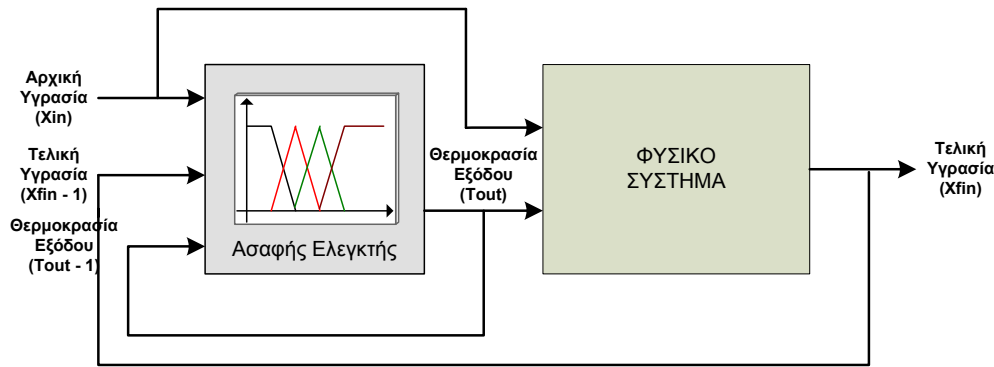 Αρχική
Υγρασία
(Xin)
Τελική
Υγρασία
(Xfin - 1)
Θερμοκρασία
Εξόδου
(Tout - 1)
Ασαφής Ελεγκτής
Θερμοκρασία
Εξόδου
(Tout)
ΦΥΣΙΚΟ
ΣΥΣΤΗΜΑ
Τελική
Υγρασία
(Xfin)